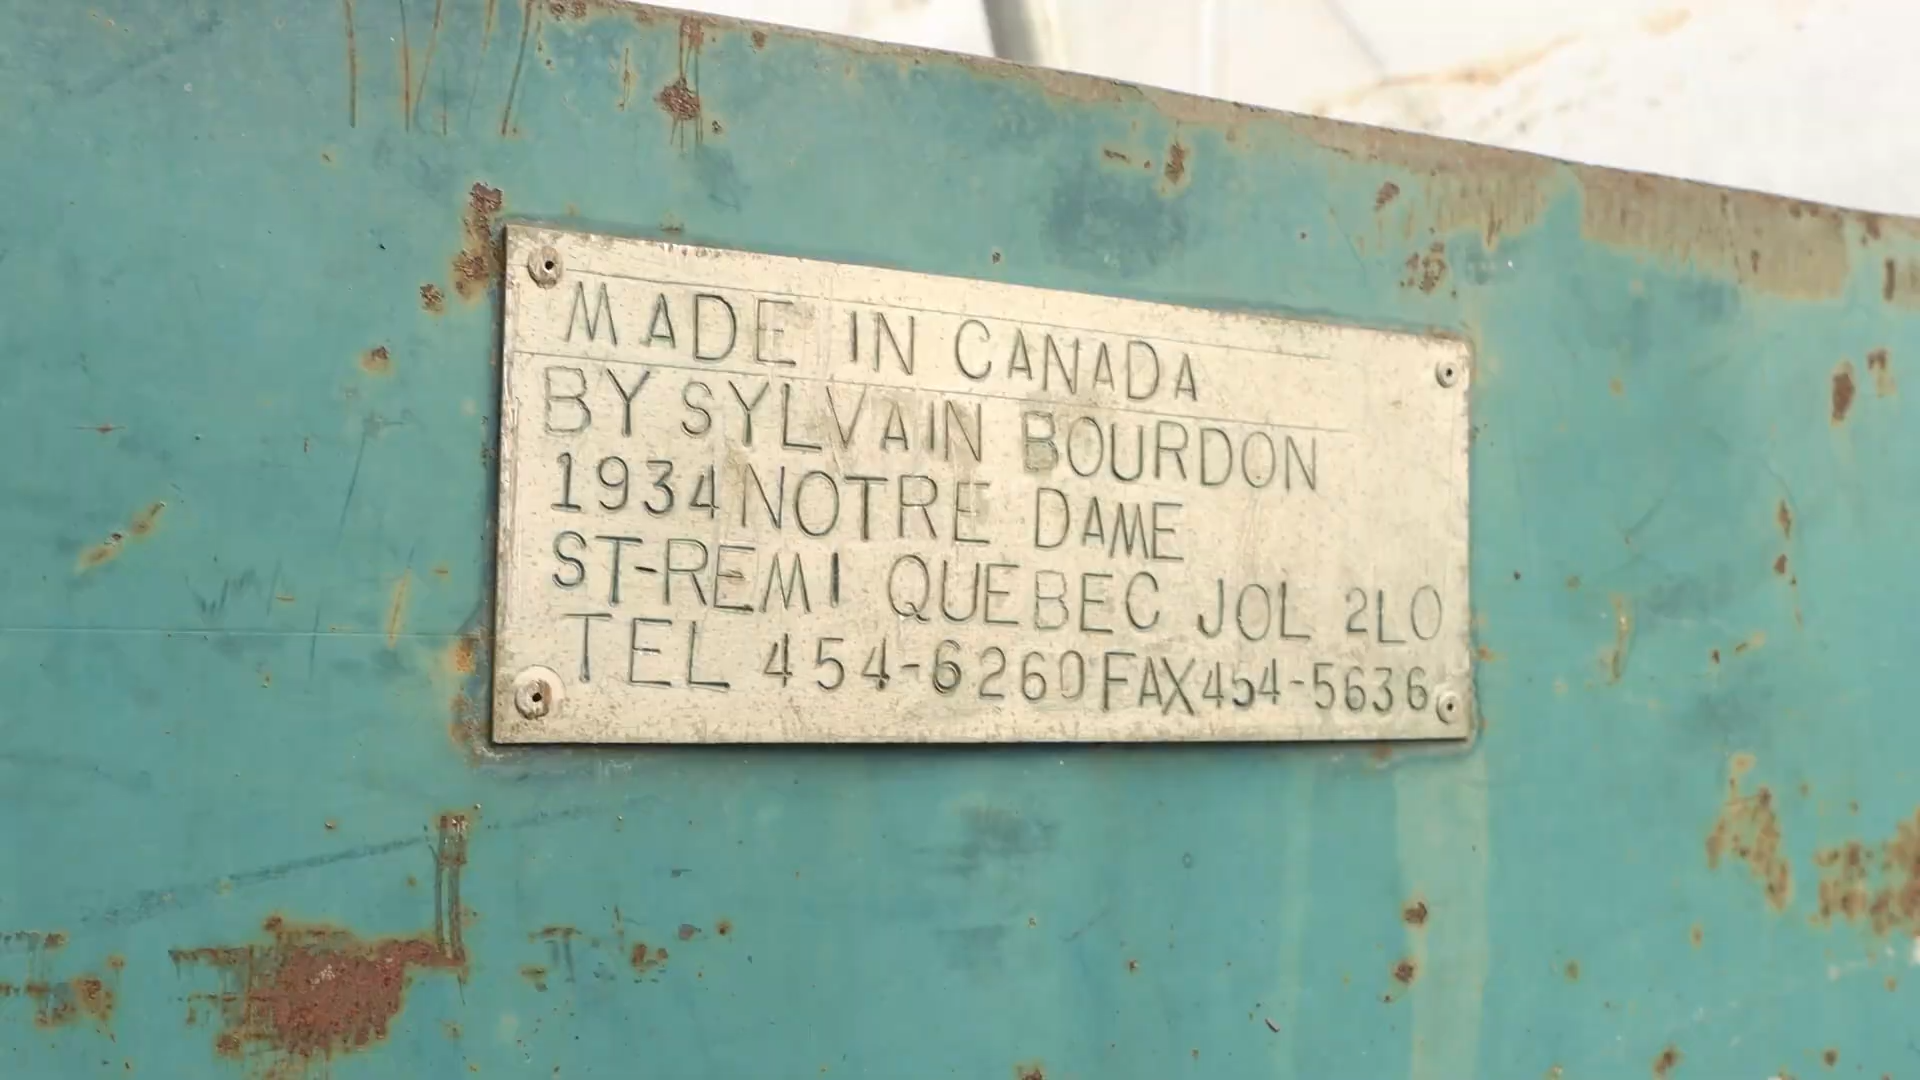 MADE IN CANADA
BY SYLVAIN BOURDON
1934 NOTRE DAME
ST-REMI QUEBEC JOL 2LO
TEL 454-6260 FAX 454-5636